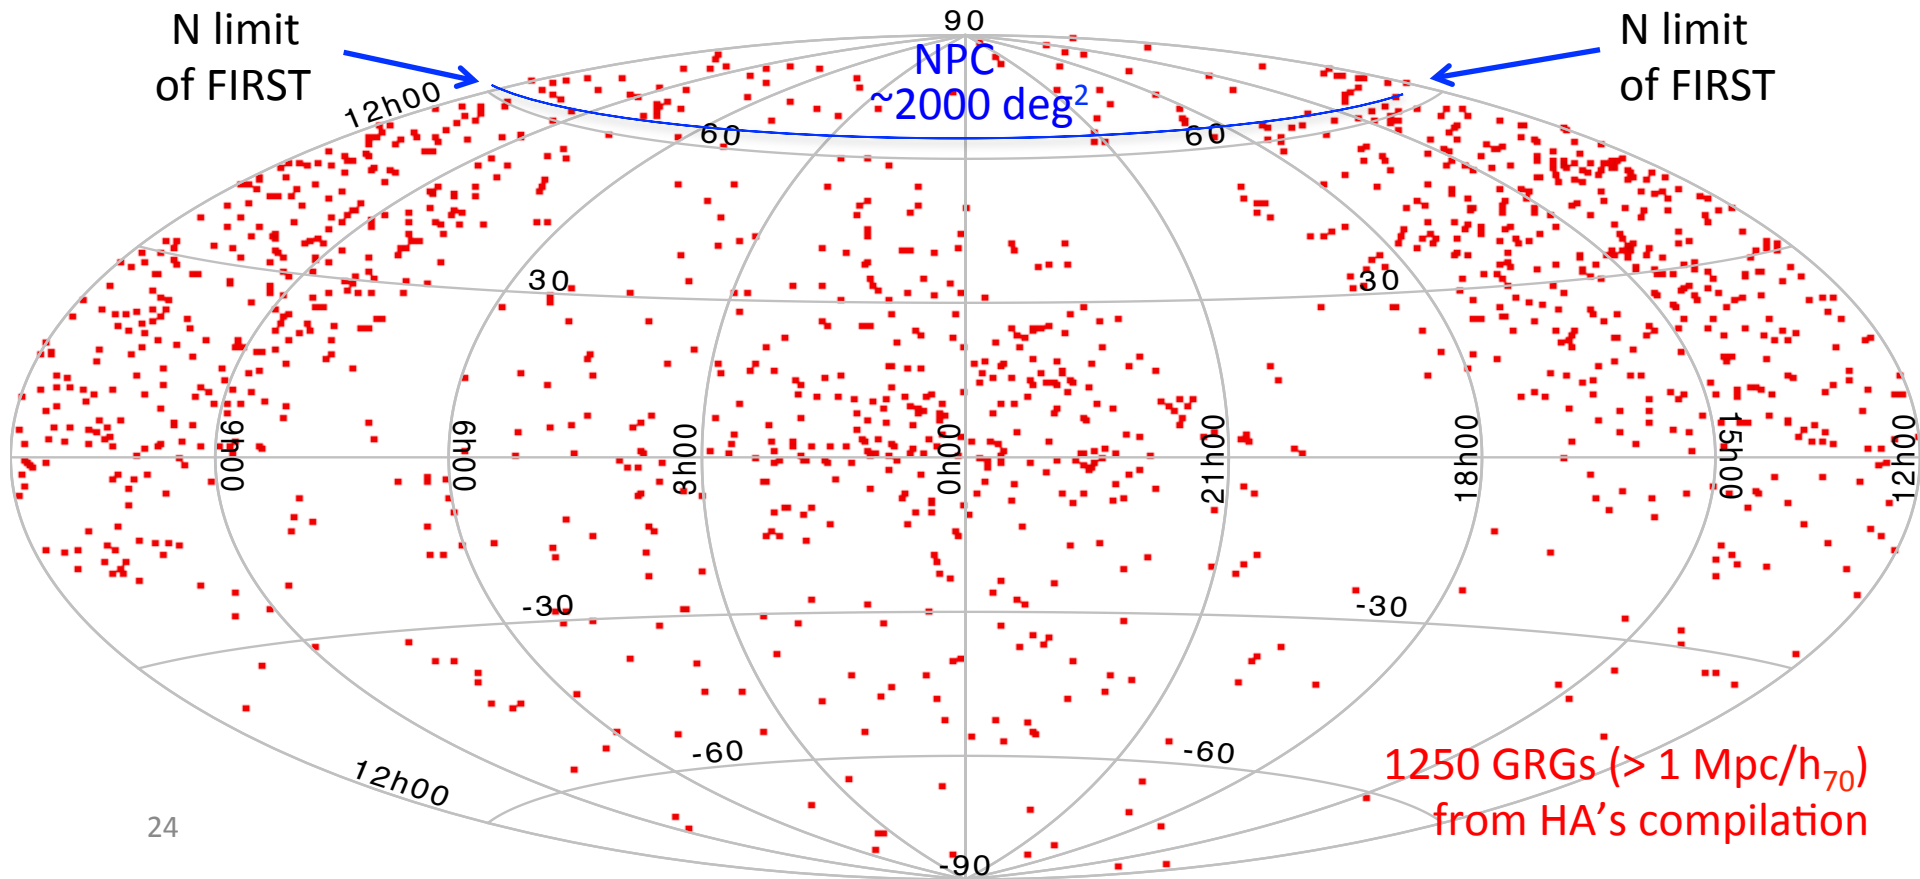 N limit
of FIRST
90
NPC
~2000 deg²
N limit
of FIRST
12h00
60
60
30
30
9h00
6h00
3h00
0h00
21h00
18h00
15h00
12h00
-30
-30
-60
-60
12h00
1250 GRGs (> 1 Mpc/h₇₀)
from HA's compilation
24
-90